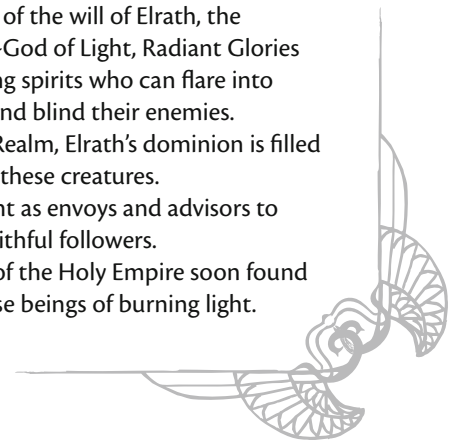 of the will of Elrath, the
-God of Light, Radiant Glories
ng spirits who can flare into
nd blind their enemies.
Realm, Elrath's dominion is filled
these creatures.
nt as envoys and advisors to
ithful followers.
of the Holy Empire soon found
se beings of burning light.